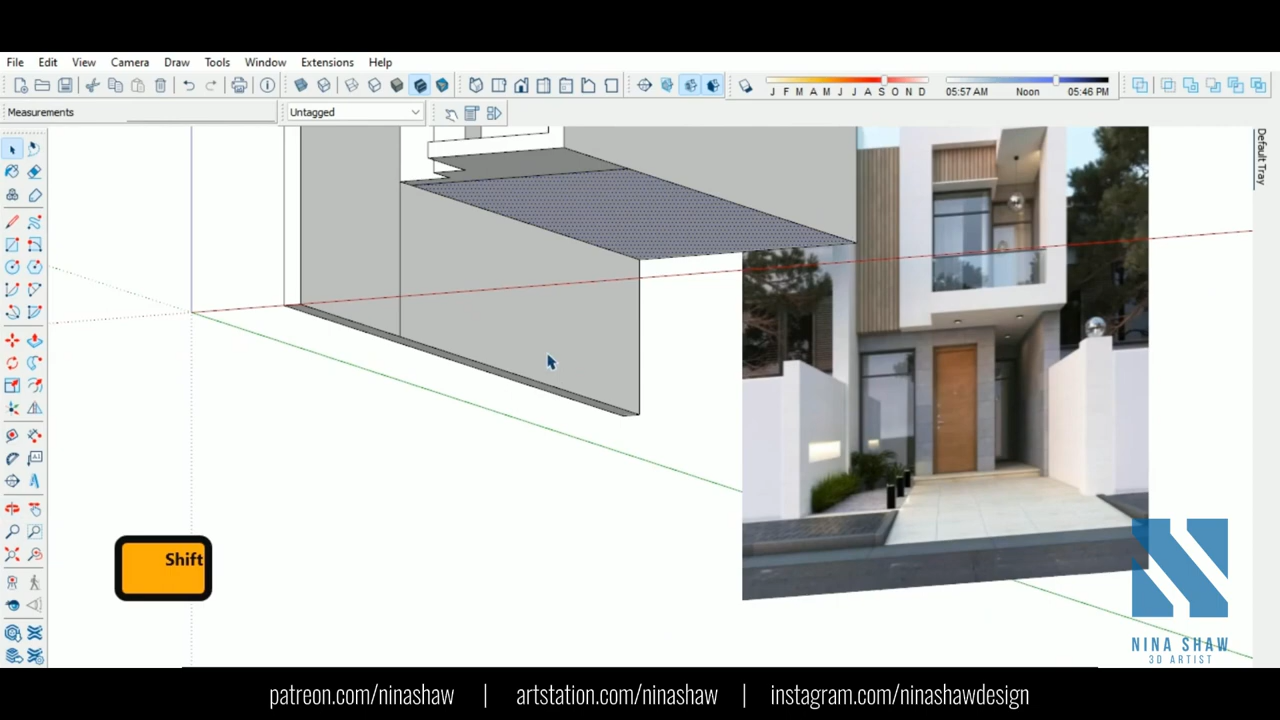 File Edit View Camera Draw Tools Window Extensions Help
J F M A M J J A S O N D
05:57 AM Noon 05:46 PM
Measurements
Untagged
Default Tray
Shift
NINA SHAW
3D ARTIST
patreon.com/ninashaw | artstation.com/ninashaw | instagram.com/ninashawdesign